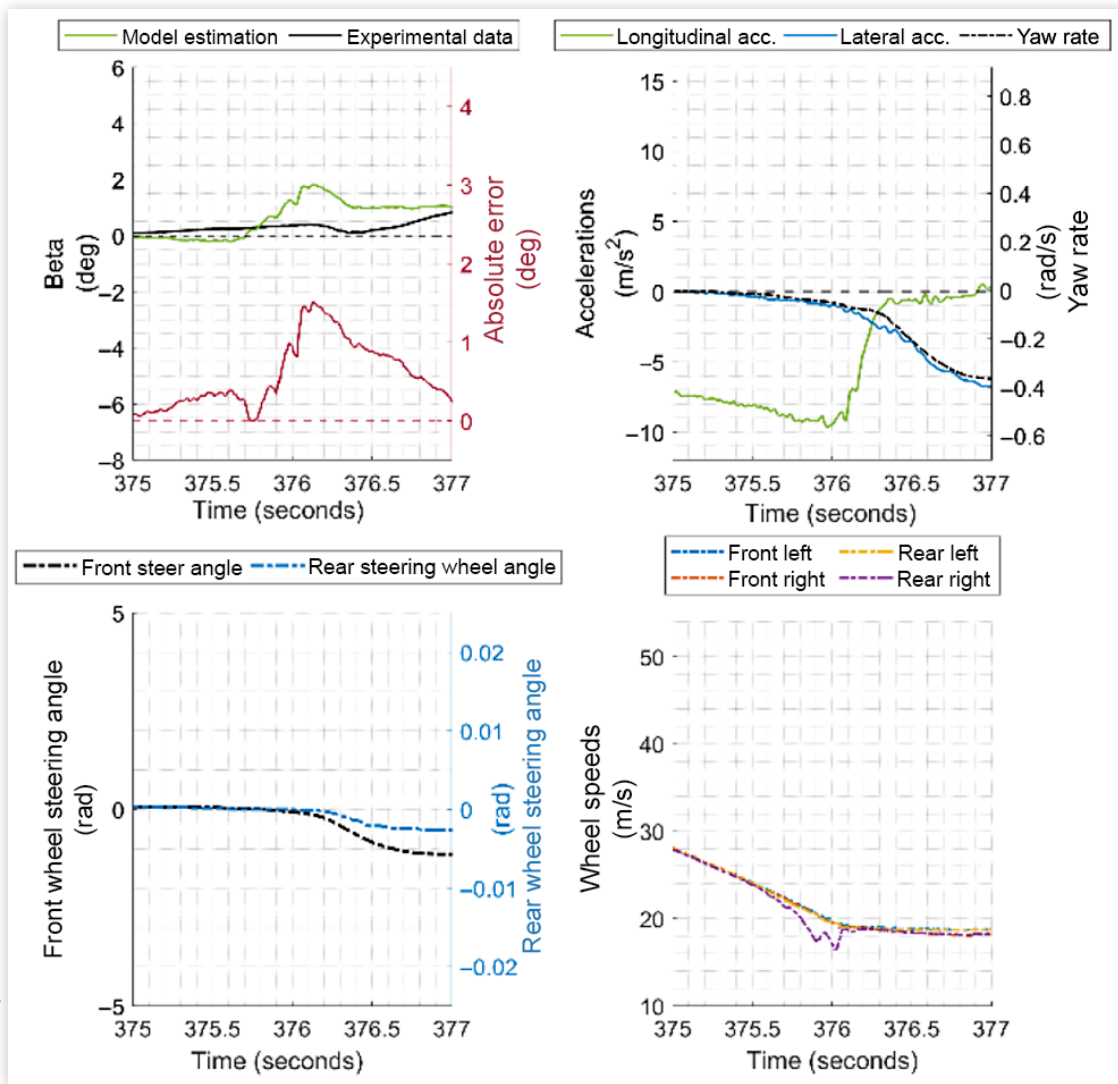 Model estimation Experimental data
6
4
2
0
−2
−4
−6
−8
Beta
(deg)
4
3
2
1
0
Absolute error
(deg)
375 375.5 376 376.5 377
Time (seconds)
Longitudinal acc. Lateral acc. Yaw rate
15
10
5
0
−5
−10
Accelerations
(m/s²)
0.8
0.6
0.4
0.2
0
−0.2
−0.4
−0.6
(rad/s)
Yaw rate
375 375.5 376 376.5 377
Time (seconds)
Front steer angle Rear steering wheel angle
5
0
−5
Front wheel steering angle
(rad)
0.02
0.01
0
−0.01
−0.02
(rad)
Rear wheel steering angle
375 375.5 376 376.5 377
Time (seconds)
Front left Rear left
Front right Rear right
50
40
30
20
10
Wheel speeds
(m/s)
375 375.5 376 376.5 377
Time (seconds)